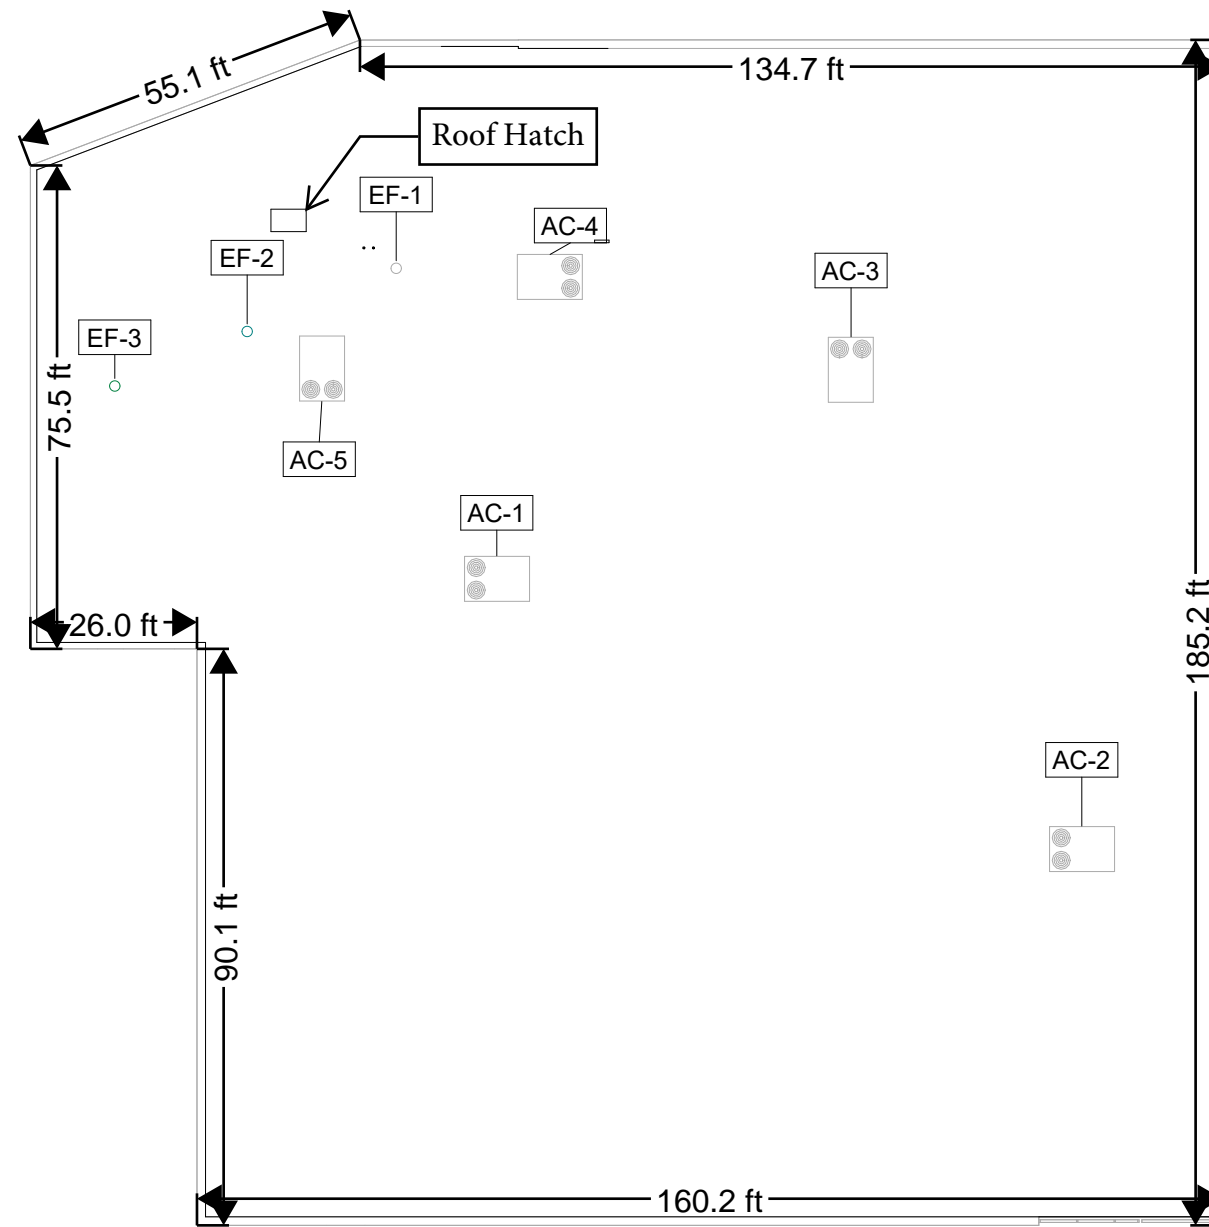 55.1 ft
134.7 ft
Roof Hatch
EF-1
AC-4
EF-2
AC-3
EF-3
75.5 ft
AC-5
AC-1
26.0 ft
185.2 ft
AC-2
90.1 ft
160.2 ft